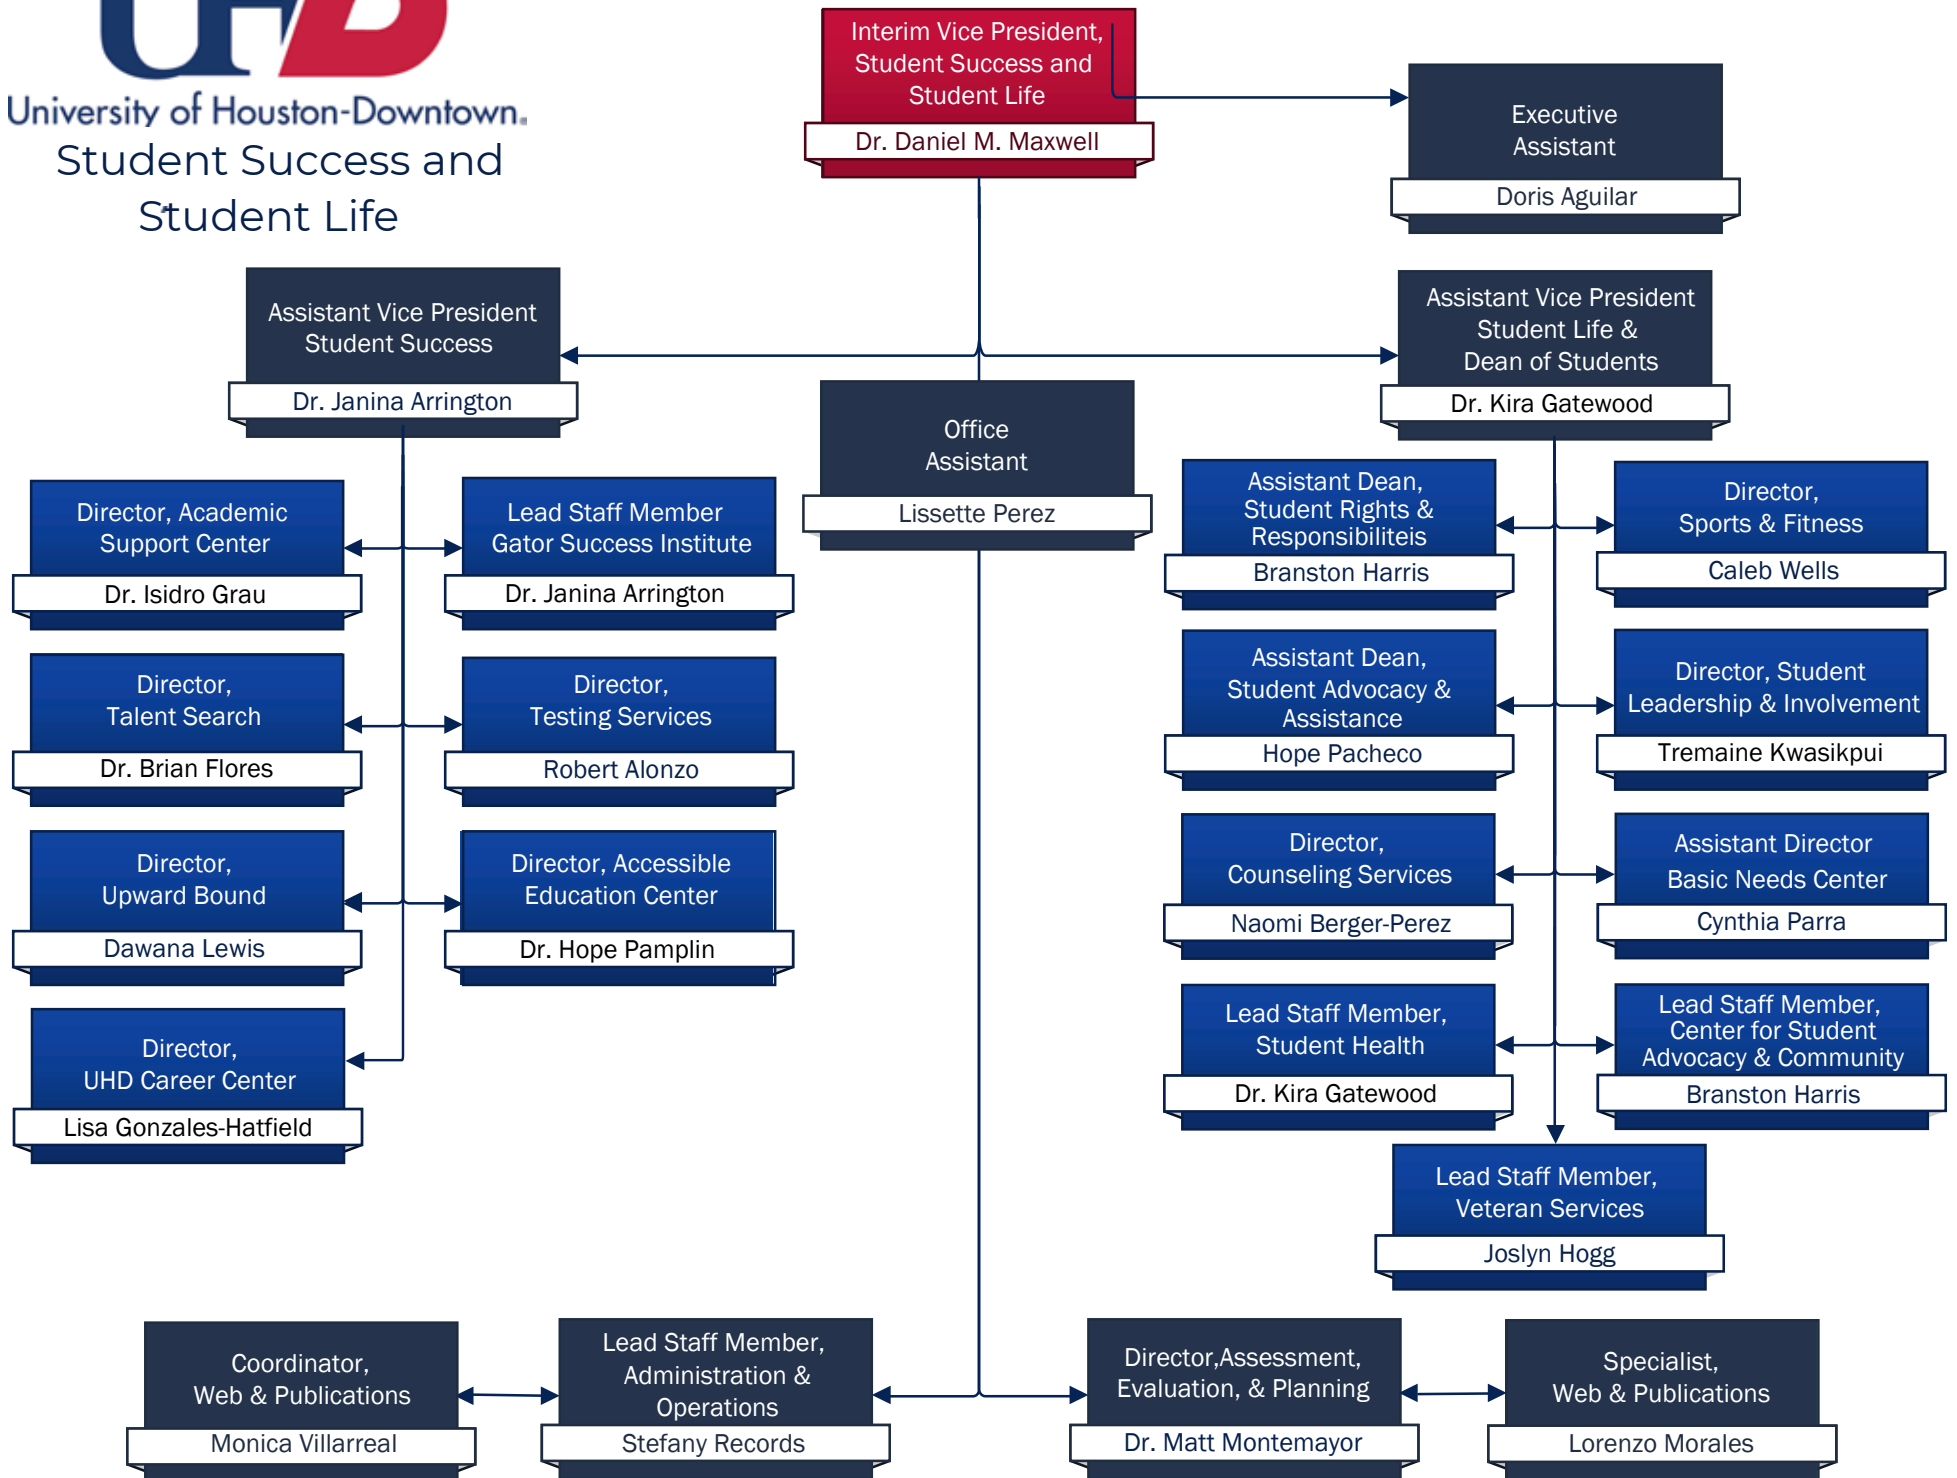 UHD
University of Houston-Downtown.
Student Success and
Student Life
Interim Vice President,
Student Success and
Student Life
Dr. Daniel M. Maxwell
Executive
Assistant
Doris Aguilar
Assistant Vice President
Student Success
Dr. Janina Arrington
Assistant Vice President
Student Life &
Dean of Students
Dr. Kira Gatewood
Office
Assistant
Lissette Perez
Director, Academic
Support Center
Dr. Isidro Grau
Lead Staff Member
Gator Success Institute
Dr. Janina Arrington
Director,
Talent Search
Dr. Brian Flores
Director,
Testing Services
Robert Alonzo
Director,
Upward Bound
Dawana Lewis
Director, Accessible
Education Center
Dr. Hope Pamplin
Director,
UHD Career Center
Lisa Gonzales-Hatfield
Assistant Dean,
Student Rights &
Responsibiliteis
Branston Harris
Director,
Sports & Fitness
Caleb Wells
Assistant Dean,
Student Advocacy &
Assistance
Hope Pacheco
Director, Student
Leadership & Involvement
Tremaine Kwasikpui
Director,
Counseling Services
Naomi Berger-Perez
Assistant Director
Basic Needs Center
Cynthia Parra
Lead Staff Member,
Student Health
Dr. Kira Gatewood
Lead Staff Member,
Center for Student
Advocacy & Community
Branston Harris
Lead Staff Member,
Veteran Services
Joslyn Hogg
Coordinator,
Web & Publications
Monica Villarreal
Lead Staff Member,
Administration &
Operations
Stefany Records
Director,Assessment,
Evaluation, & Planning
Dr. Matt Montemayor
Specialist,
Web & Publications
Lorenzo Morales